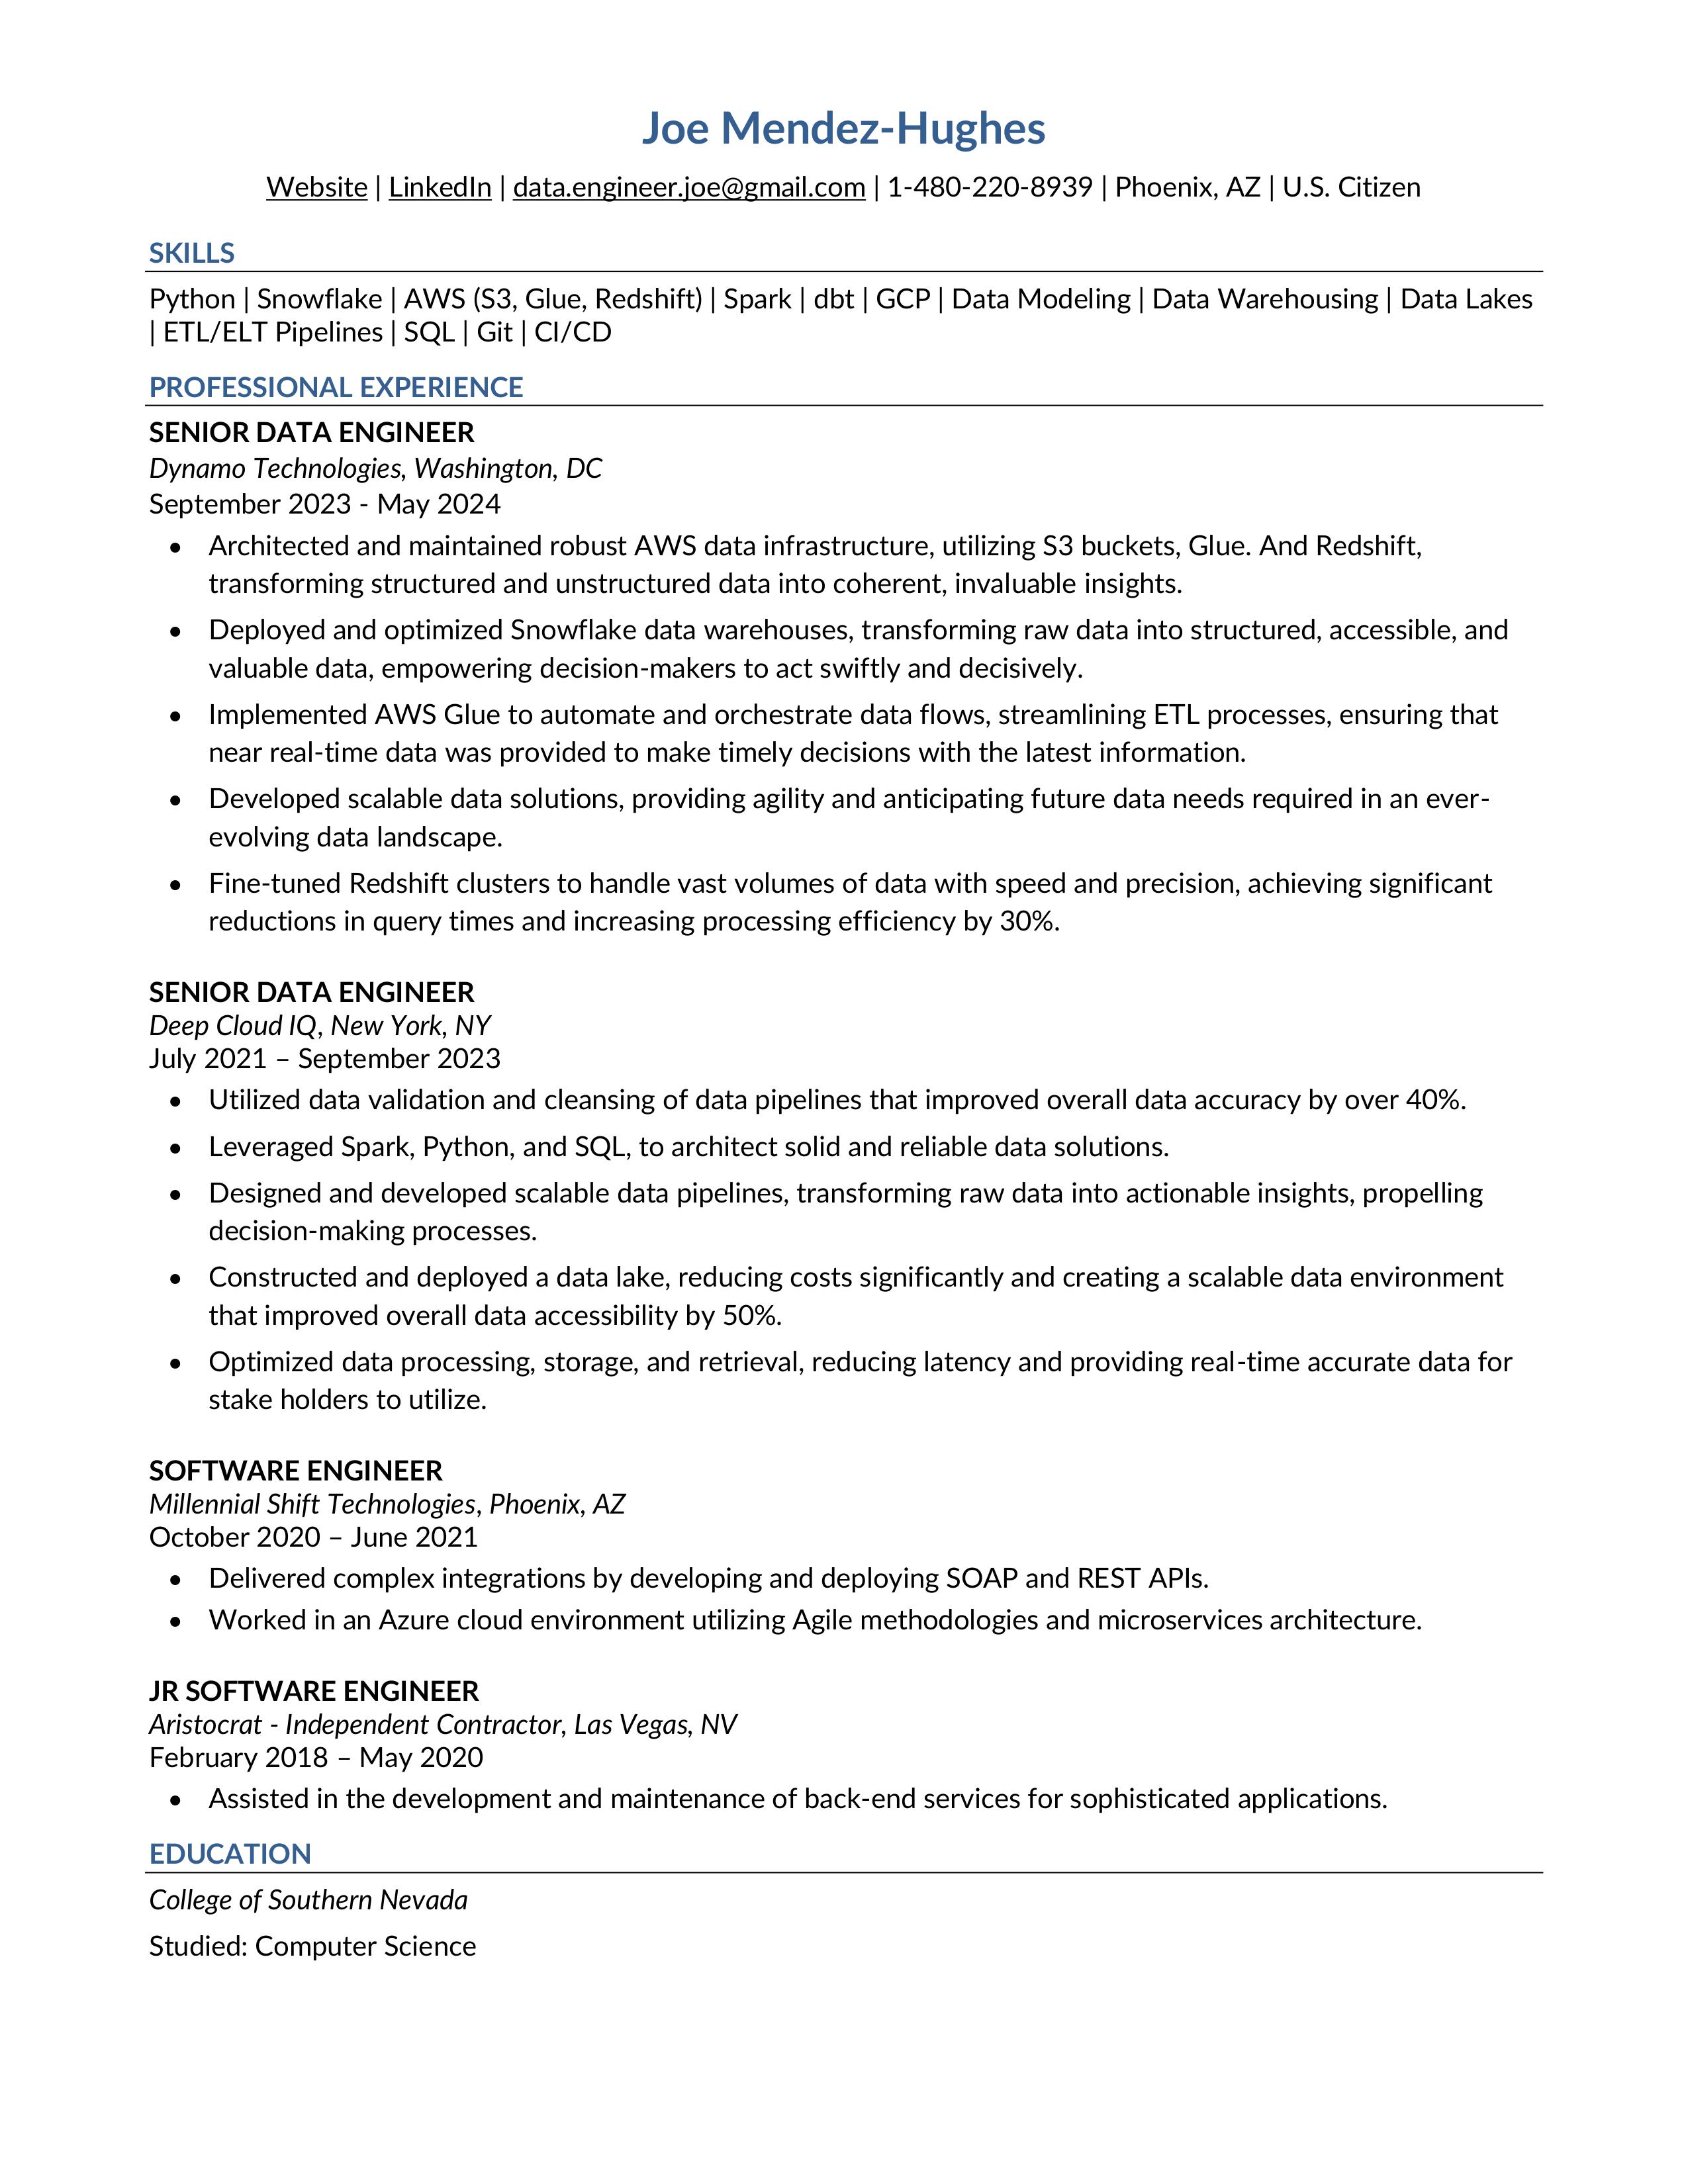 Joe Mendez-Hughes
Website | LinkedIn | data.engineer.joe@gmail.com | 1-480-220-8939 | Phoenix, AZ | U.S. Citizen
SKILLS
Python | Snowflake | AWS (S3, Glue, Redshift) | Spark | dbt | GCP | Data Modeling | Data Warehousing | Data Lakes
| ETL/ELT Pipelines | SQL | Git | CI/CD
PROFESSIONAL EXPERIENCE
SENIOR DATA ENGINEER
Dynamo Technologies, Washington, DC
September 2023 - May 2024
• Architected and maintained robust AWS data infrastructure, utilizing S3 buckets, Glue. And Redshift,
transforming structured and unstructured data into coherent, invaluable insights.
• Deployed and optimized Snowflake data warehouses, transforming raw data into structured, accessible, and
valuable data, empowering decision-makers to act swiftly and decisively.
• Implemented AWS Glue to automate and orchestrate data flows, streamlining ETL processes, ensuring that
near real-time data was provided to make timely decisions with the latest information.
• Developed scalable data solutions, providing agility and anticipating future data needs required in an ever-
evolving data landscape.
• Fine-tuned Redshift clusters to handle vast volumes of data with speed and precision, achieving significant
reductions in query times and increasing processing efficiency by 30%.
SENIOR DATA ENGINEER
Deep Cloud IQ, New York, NY
July 2021 – September 2023
• Utilized data validation and cleansing of data pipelines that improved overall data accuracy by over 40%.
• Leveraged Spark, Python, and SQL, to architect solid and reliable data solutions.
• Designed and developed scalable data pipelines, transforming raw data into actionable insights, propelling
decision-making processes.
• Constructed and deployed a data lake, reducing costs significantly and creating a scalable data environment
that improved overall data accessibility by 50%.
• Optimized data processing, storage, and retrieval, reducing latency and providing real-time accurate data for
stake holders to utilize.
SOFTWARE ENGINEER
Millennial Shift Technologies, Phoenix, AZ
October 2020 – June 2021
• Delivered complex integrations by developing and deploying SOAP and REST APIs.
• Worked in an Azure cloud environment utilizing Agile methodologies and microservices architecture.
JR SOFTWARE ENGINEER
Aristocrat - Independent Contractor, Las Vegas, NV
February 2018 – May 2020
• Assisted in the development and maintenance of back-end services for sophisticated applications.
EDUCATION
College of Southern Nevada
Studied: Computer Science